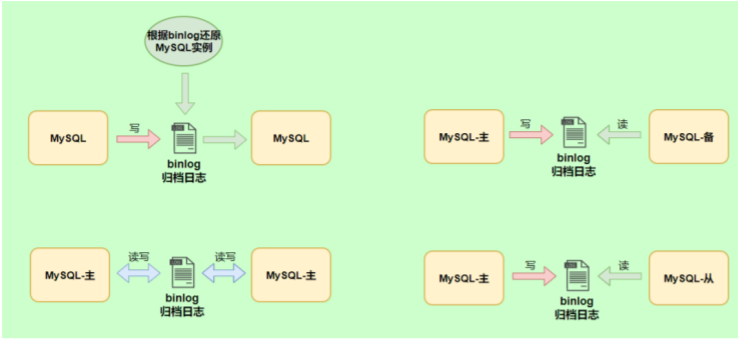 根据binlog还原
MySQL实例
MySQL
写
binlog
归档日志
MySQL
MySQL-主
写
binlog
归档日志
读
MySQL-备
MySQL-主
读写
binlog
归档日志
读写
MySQL-主
MySQL-主
写
binlog
归档日志
读
MySQL-从